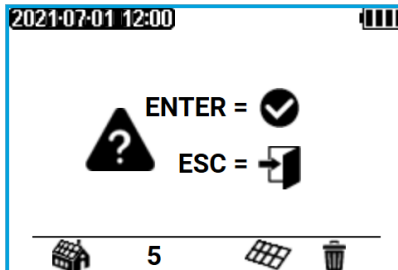 2021-07-01 12:00
?
ENTER =
ESC =
5